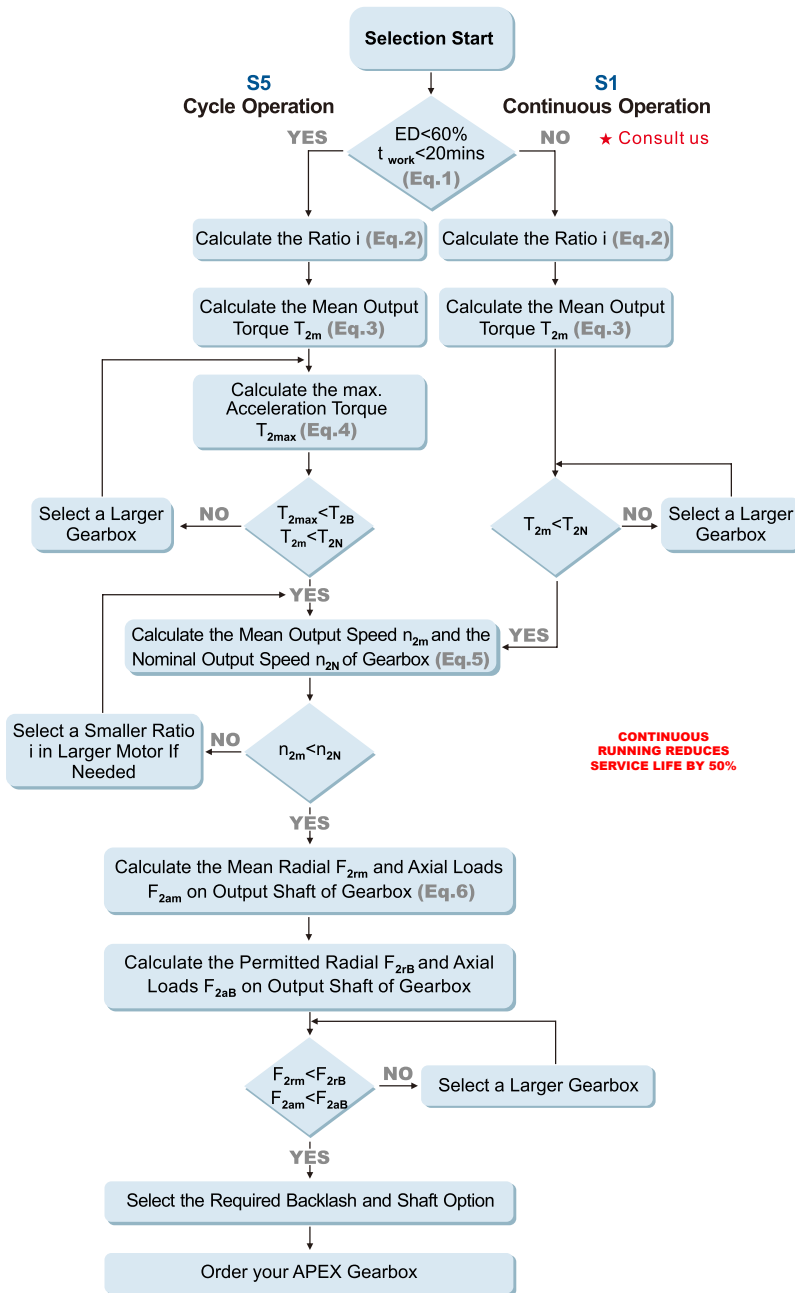 Selection Start
S5
Cycle Operation
S1
Continuous Operation
★ Consult us
ED<60%
t work<20mins
(Eq.1)
YES
NO
Calculate the Ratio i (Eq.2)
Calculate the Ratio i (Eq.2)
Calculate the Mean Output
Torque T2m (Eq.3)
Calculate the Mean Output
Torque T2m (Eq.3)
Calculate the max.
Acceleration Torque
T2max (Eq.4)
Select a Larger
Gearbox
NO
T2max<T2B
T2m<T2N
T2m<T2N
NO
Select a Larger
Gearbox
YES
YES
Calculate the Mean Output Speed n2m and the
Nominal Output Speed n2N of Gearbox (Eq.5)
Select a Smaller Ratio
i in Larger Motor If
Needed
NO
n2m<n2N
CONTINUOUS
RUNNING REDUCES
SERVICE LIFE BY 50%
YES
Calculate the Mean Radial F2rm and Axial Loads
F2am on Output Shaft of Gearbox (Eq.6)
Calculate the Permitted Radial F2rB and Axial
Loads F2aB on Output Shaft of Gearbox
F2rm<F2rB
F2am<F2aB
NO
Select a Larger Gearbox
YES
Select the Required Backlash and Shaft Option
Order your APEX Gearbox